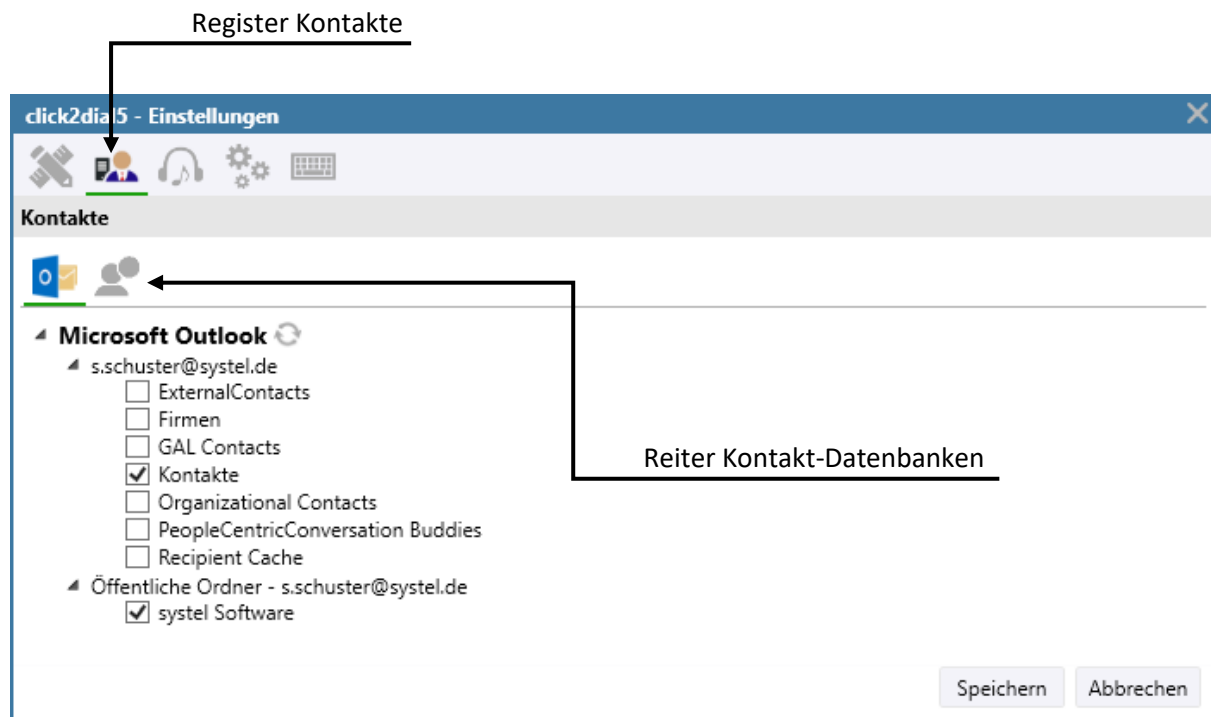 Register Kontakte
click2dial5 - Einstellungen
Kontakte
Microsoft Outlook
s.schuster@systel.de
ExternalContacts
Firmen
GAL Contacts
Kontakte
Organizational Contacts
PeopleCentricConversation Buddies
Recipient Cache
Öffentliche Ordner - s.schuster@systel.de
systel Software
Reiter Kontakt-Datenbanken
Speichern
Abbrechen